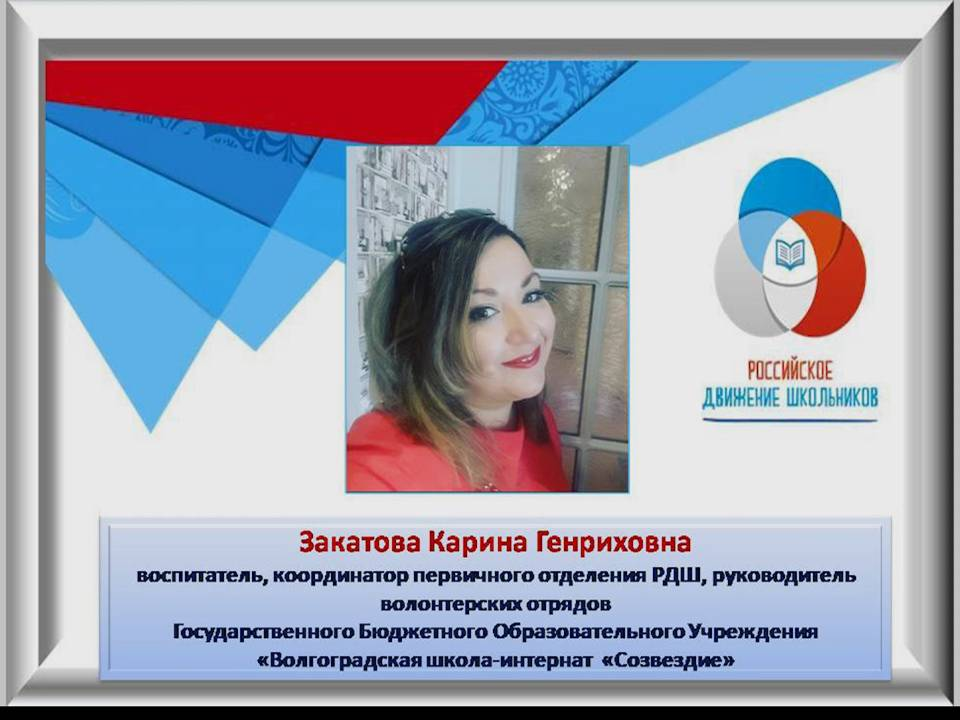 РОССИЙСКОЕ
ДВИЖЕНИЕ ШКОЛЬНИКОВ
Закатова Карина Генриховна
воспитатель, координатор первичного отделения РДШ, руководитель
волонтерских отрядов
Государственного Бюджетного Образовательного Учреждения
«Волгоградская школа-интернат «Созвездие»